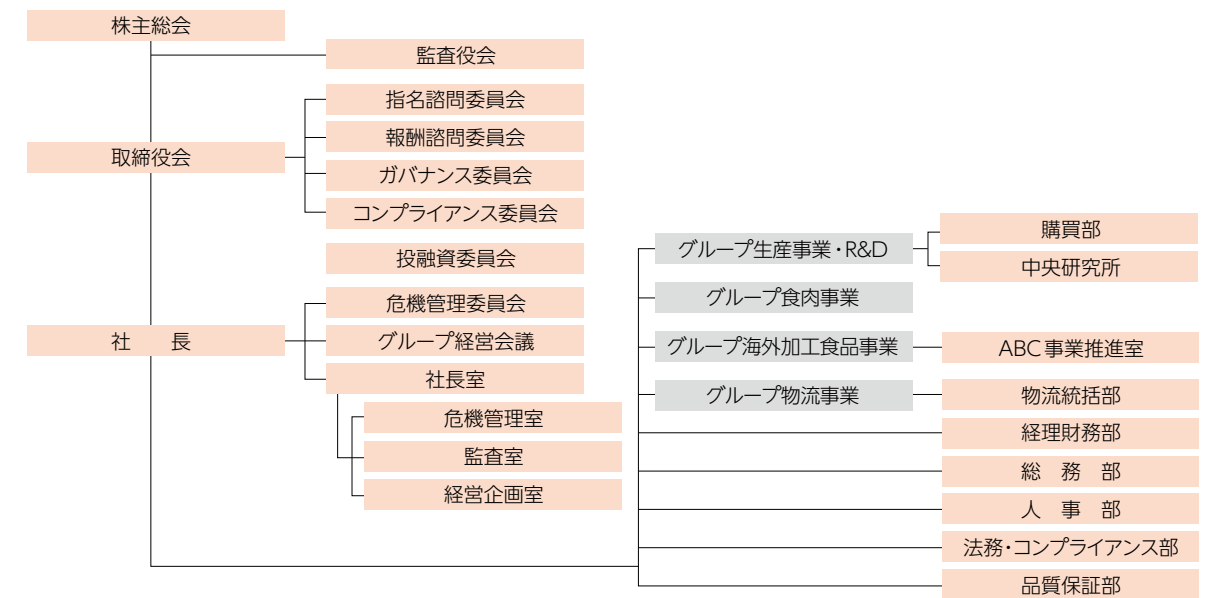 株主総会
監査役会
指名諮問委員会
報酬諮問委員会
取締役会
ガバナンス委員会
コンプライアンス委員会
投融資委員会
危機管理委員会
社　長
グループ経営会議
社長室
危機管理室
監査室
経営企画室
グループ生産事業・R&D
購買部
中央研究所
グループ食肉事業
グループ海外加工食品事業
ABC事業推進室
グループ物流事業
物流統括部
経理財務部
総　務　部
人　事　部
法務・コンプライアンス部
品質保証部